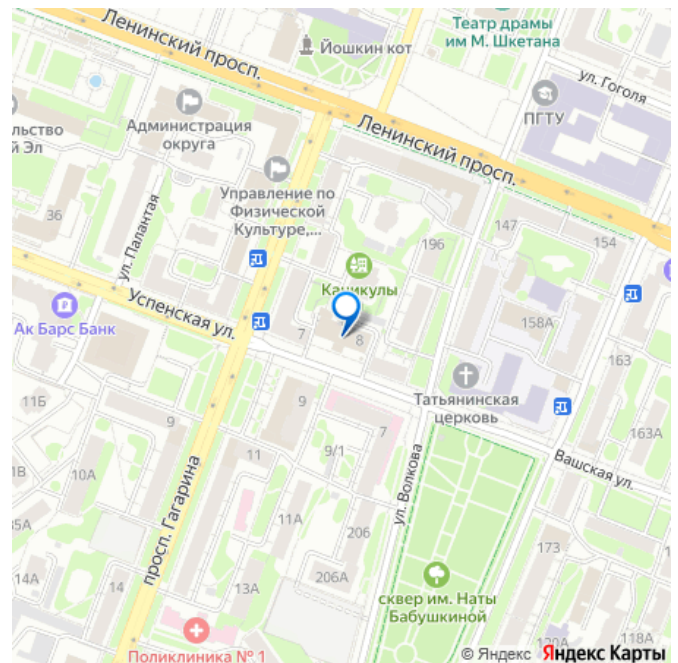 Театр драмы
им М. Шкетана
Ленинский просп.
Йошкин кот
ул. Гоголя
ПГТУ
Администрация
округа
Ленинский просп.
ельство
й Эл
Управление по
Физической
Культуре,...
36
ул. Палантая
196
147
154
Каникулы
Успенская ул.
Ак Барс Банк
7
8
158А
163
Татьянинская
церковь
11Б
9
9
7
163А
9/1
11
Вашская ул.
1В
10А
просп. Гагарина
ул. Волкова
11А
206
35А
173
14А
14
13А
206А
сквер им. Наты
Бабушкиной
118А
Поликлиника № 1
© Яндекс Яндекс Карты